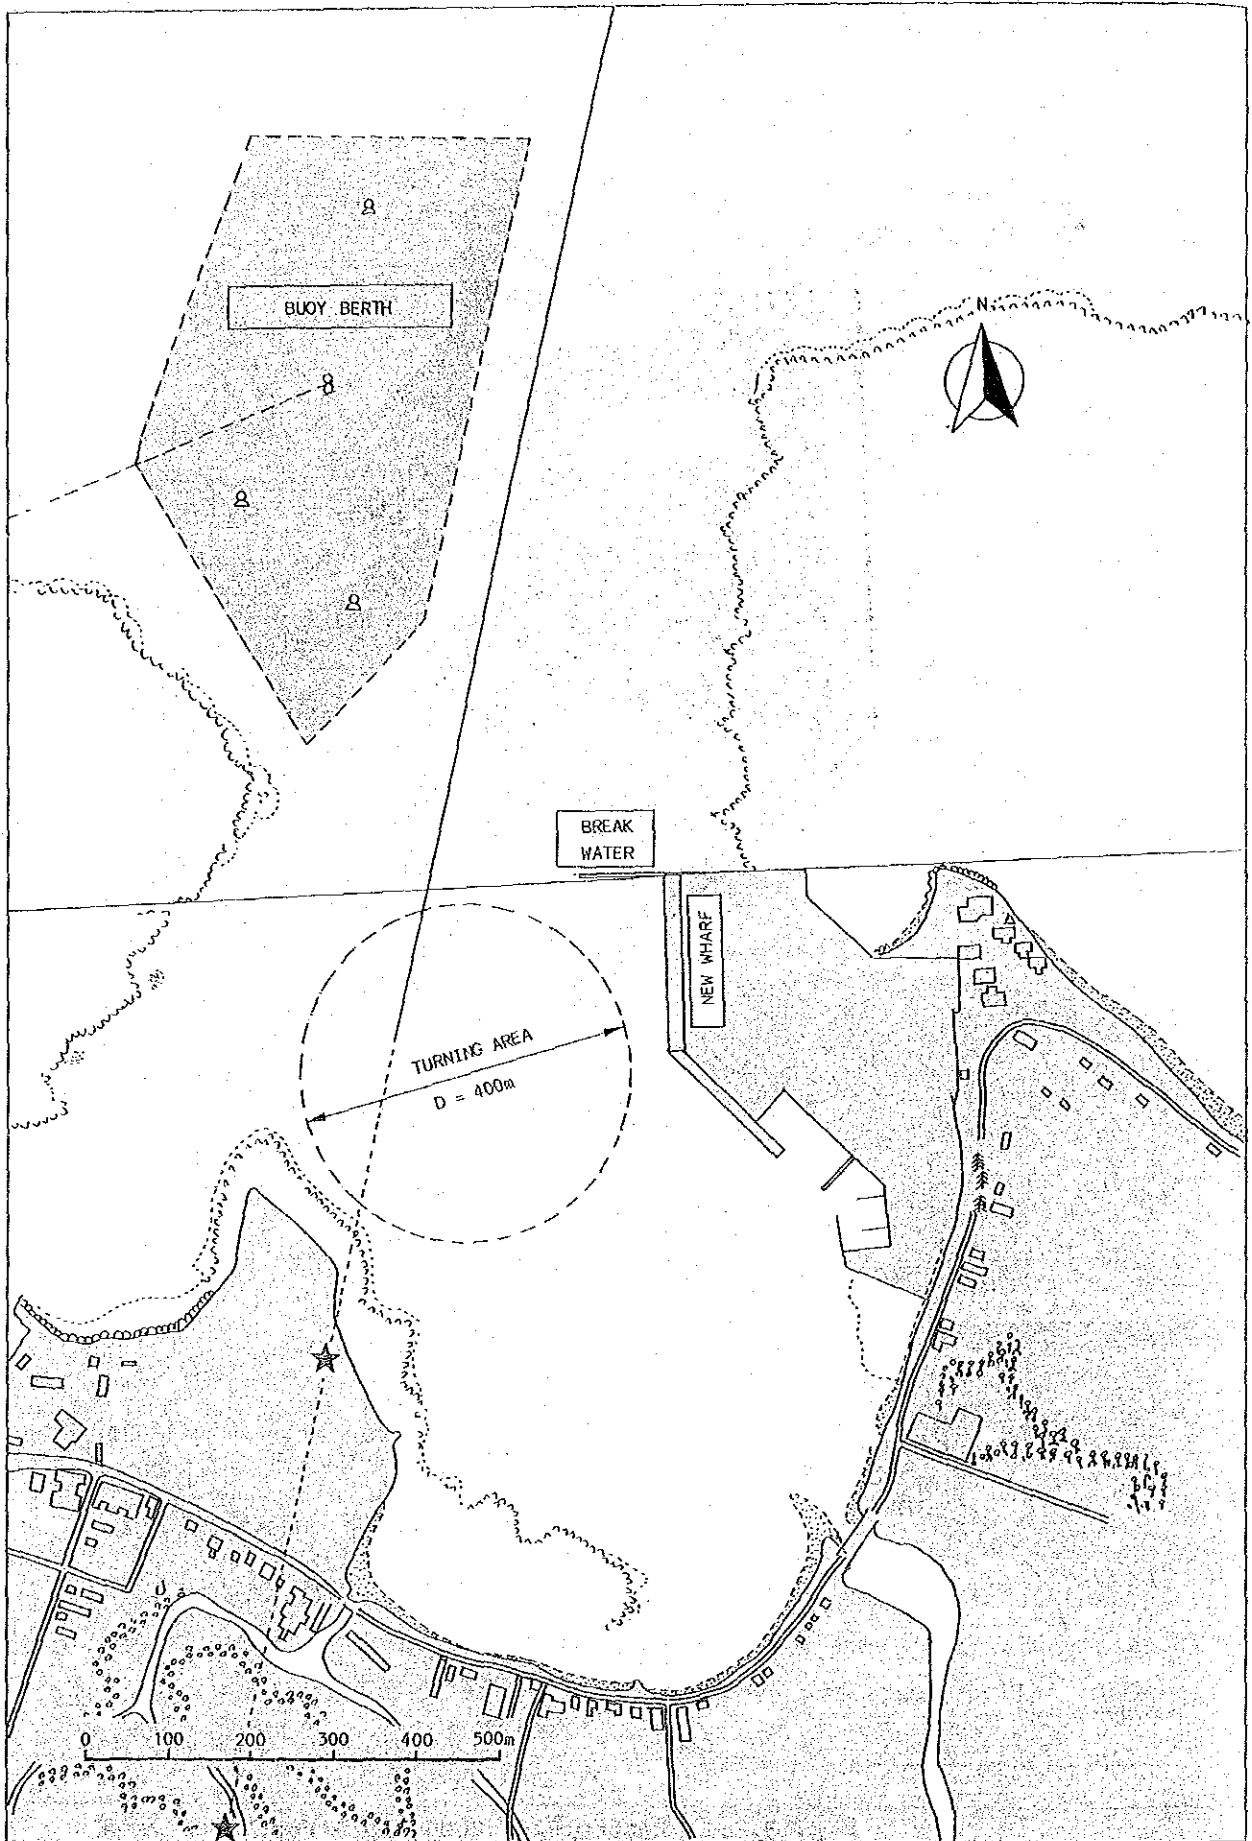 BUOY BERTH
N
BREAK
WATER
NEW WHARF
TURNING AREA
D = 400m
0 100 200 300 400 500m